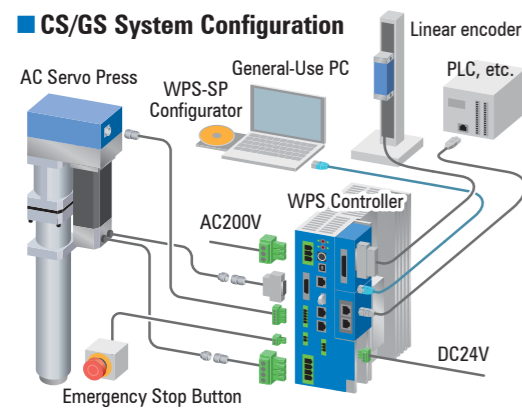 CS/GS System Configuration
Linear encoder
General-Use PC
PLC, etc.
AC Servo Press
WPS-SP
Configurator
WPS Controller
AC200V
DC24V
Emergency Stop Button